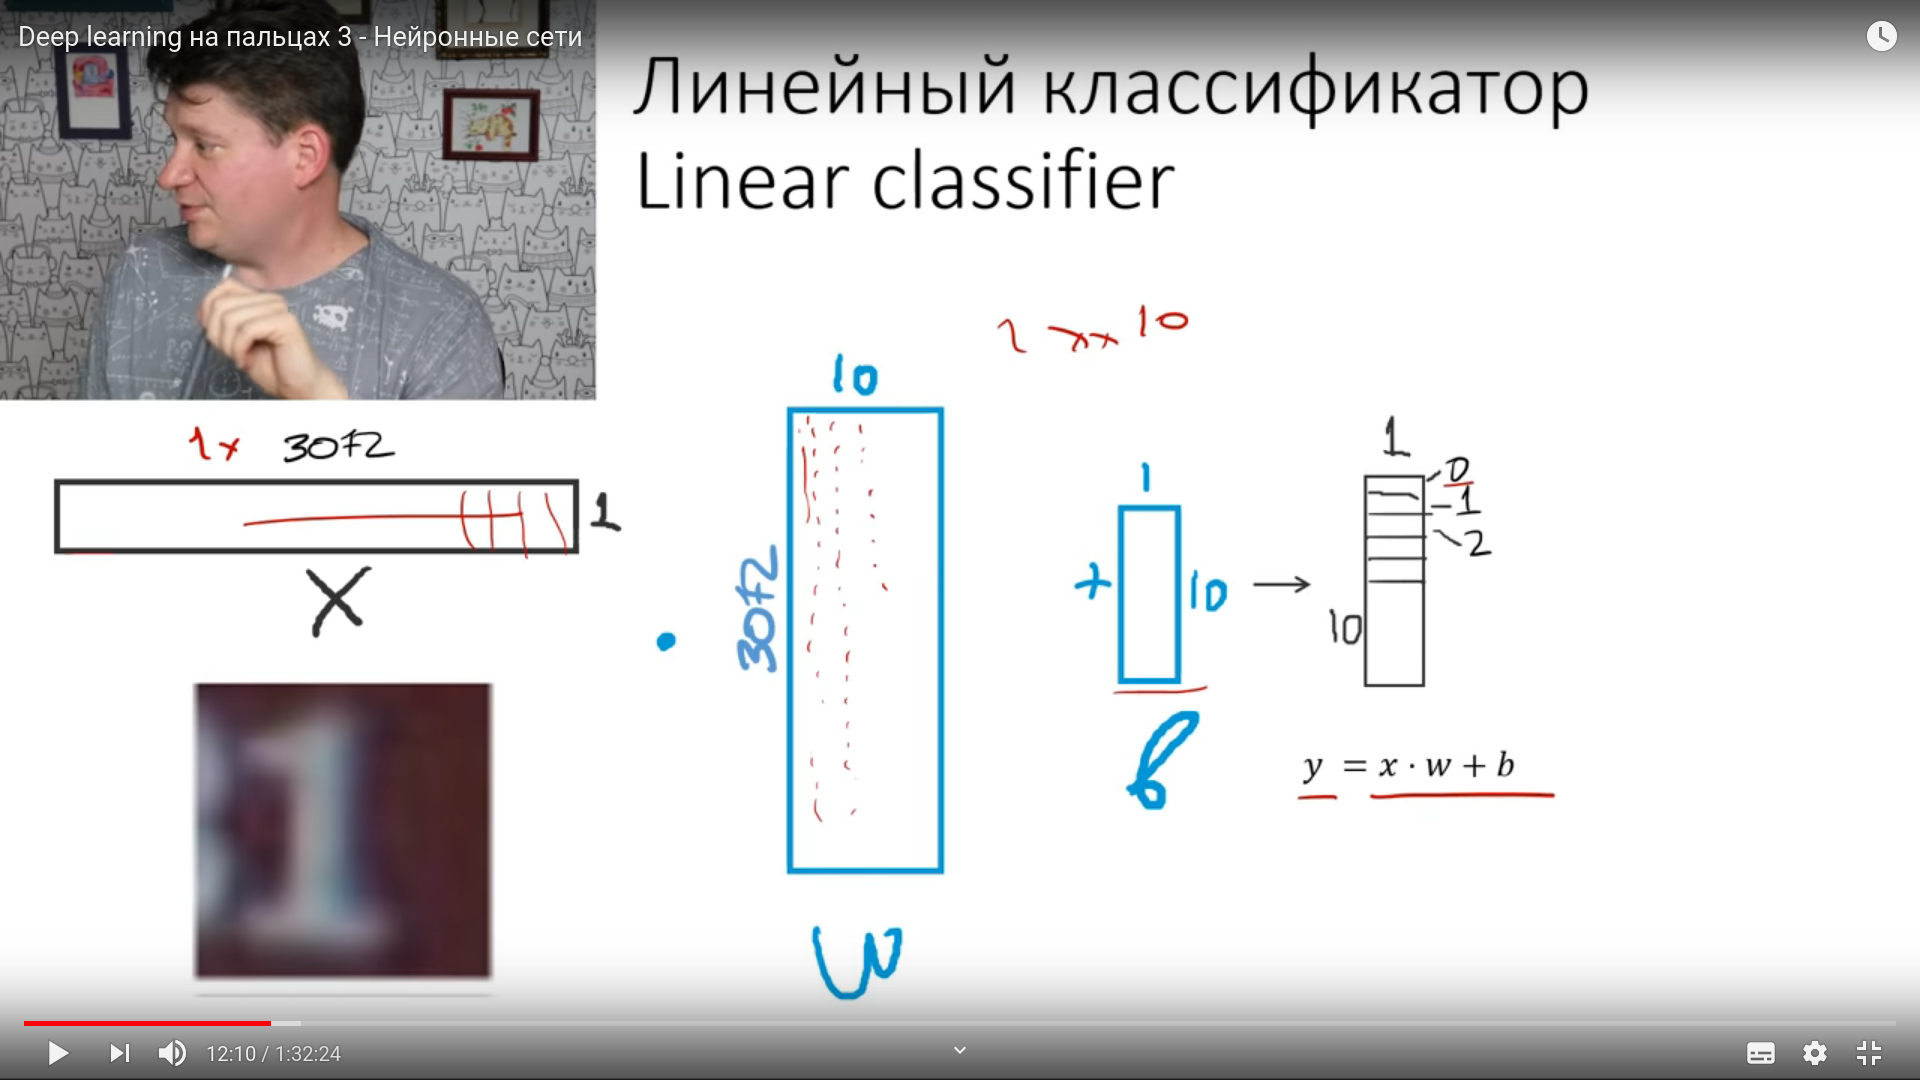 Deep learning на пальцах 3 - Нейронные сети
Линейный классификатор
Linear classifier
1 x 10
10
1x 3072
1
X
3072
1
+
10
→
1
0
1
2
10
b
y = x · w + b
W
12:10 / 1:32:24